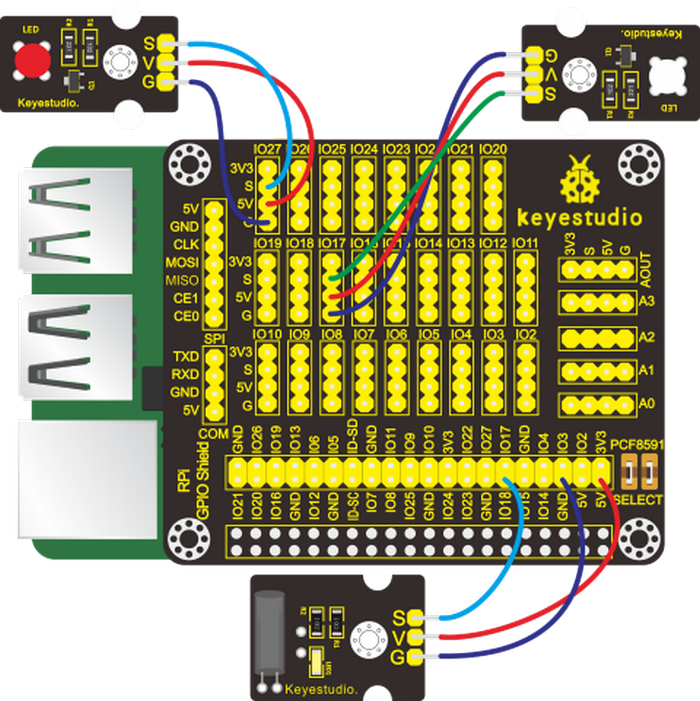 LED
R2
R1
Q1
S
V
G
Keyestudio.
Keyestudio.
G
V
S
Q1
R1
R2
LED
IO27 IO26 IO25 IO24 IO23 IO2 IO21 IO20
3V3
S
5V
G
keyestudio
5V
GND
CLK
MOSI
MISO
CE1
CE0
SPI
IO19 IO18 IO17 IO14 IO13 IO12 IO11
3V3
S
5V
G
3V3
S
5V
G
AOUT
A3
A2
A1
A0
IO10 IO9 IO8 IO7 IO6 IO5 IO4 IO3 IO2
3V3
S
5V
G
TXD
RXD
GND
5V
COM
RPi
GPIO Shield
GND IO26 IO19 IO13 IO6 IO5 ID-SD GND IO11 IO9 IO10 3V3 IO22 IO27 IO17 GND IO4 IO3 IO2 3V3
IO21 IO20 IO16 GND IO12 GND ID-SC IO7 IO8 IO25 GND IO24 IO23 GND IO18 IO14 GND 5V 5V
PCF8591
SELECT
R2
R1
LED
S
V
G
Keyestudio.